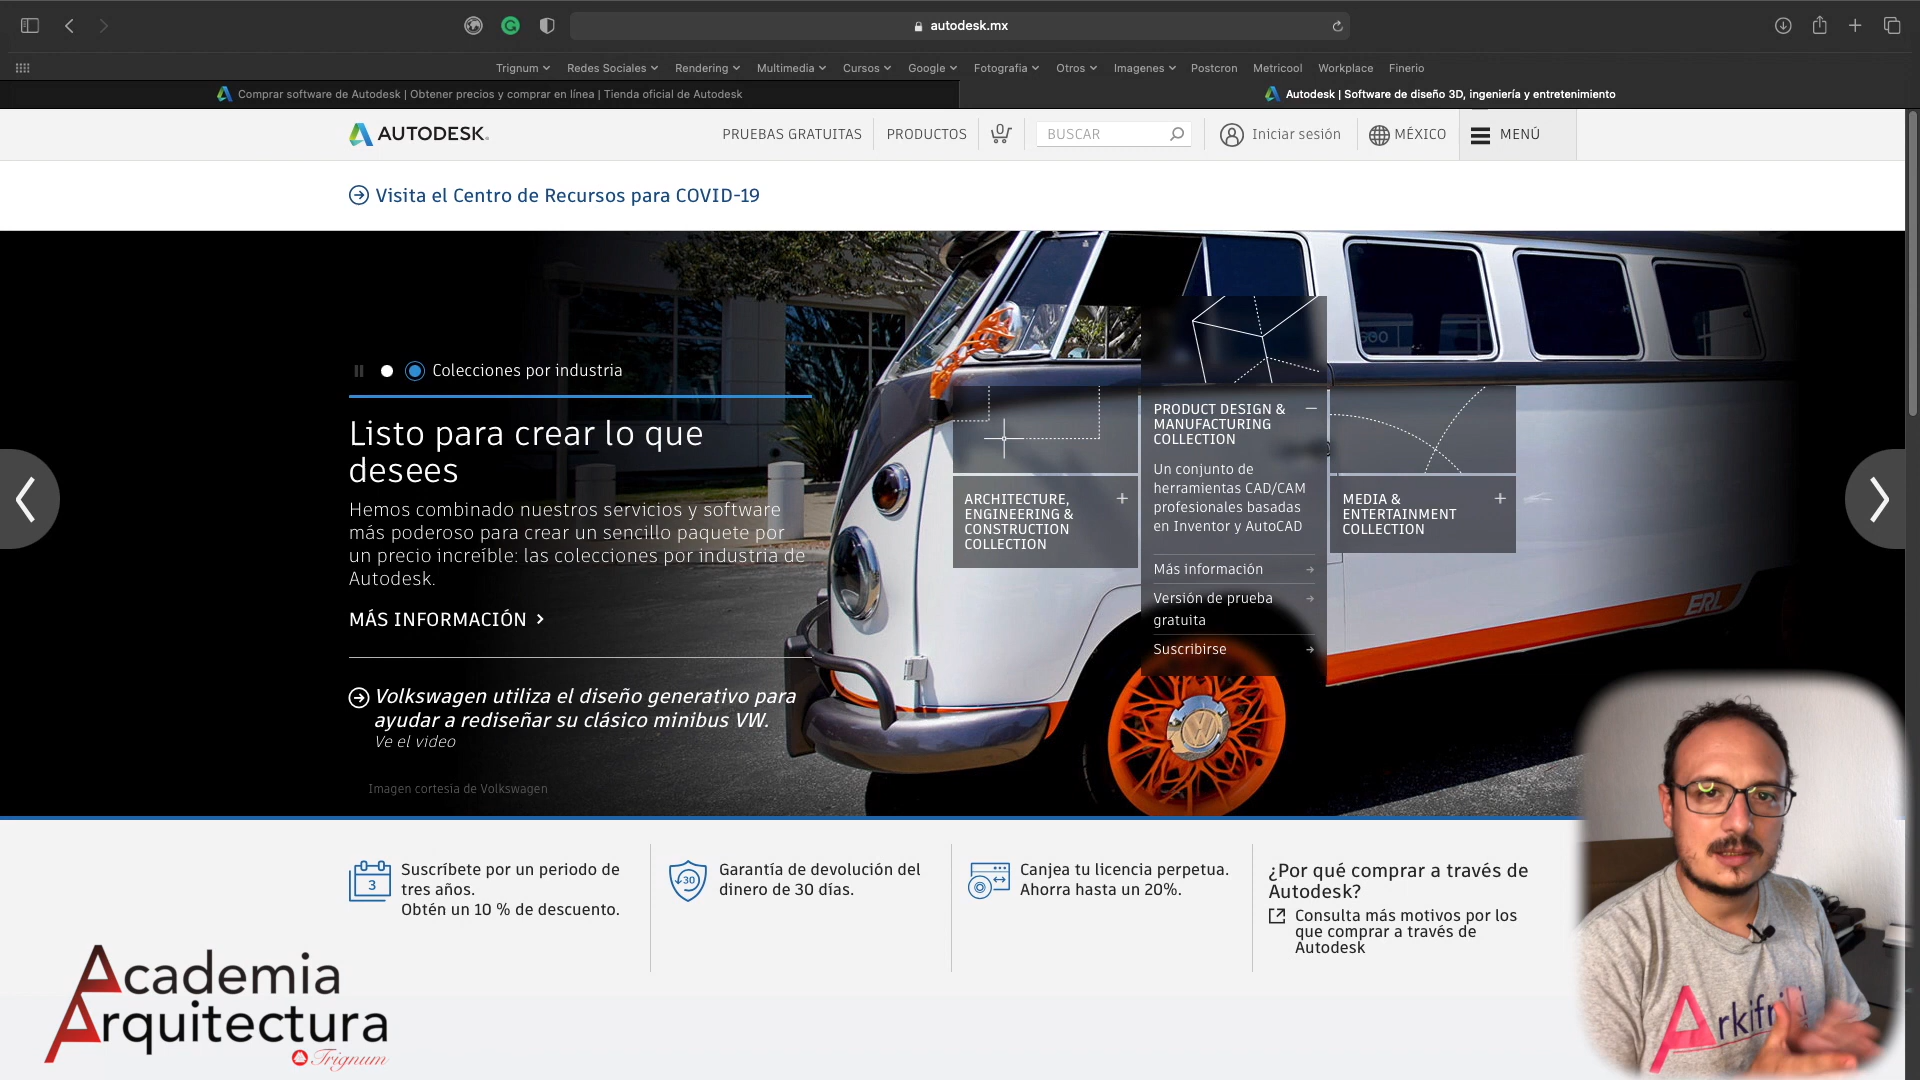 autodesk.mx
Trignum
Redes Sociales
Rendering
Multimedia
Cursos
Google
Fotografia
Otros
Imagenes
Postcron
Metricool
Workplace
Finerio
Comprar software de Autodesk | Obtener precios y comprar en línea | Tienda oficial de Autodesk
Autodesk | Software de diseño 3D, ingeniería y entretenimiento
AUTODESK.
PRUEBAS GRATUITAS
PRODUCTOS
0
BUSCAR
Iniciar sesión
MÉXICO
MENÚ
Visita el Centro de Recursos para COVID-19
Colecciones por industria
Listo para crear lo que
desees
Hemos combinado nuestros servicios y software
más poderoso para crear un sencillo paquete por
un precio increíble: las colecciones por industria de
Autodesk.
MÁS INFORMACIÓN
Volkswagen utiliza el diseño generativo para
ayudar a rediseñar su clásico minibus VW.
Ve el video
Imagen cortesía de Volkswagen
ARCHITECTURE,
ENGINEERING &
CONSTRUCTION
COLLECTION
PRODUCT DESIGN &
MANUFACTURING
COLLECTION
Un conjunto de
herramientas CAD/CAM
profesionales basadas
en Inventor y AutoCAD
Más información
Versión de prueba
gratuita
Suscribirse
MEDIA &
ENTERTAINMENT
COLLECTION
ERL
3
Suscríbete por un periodo de
tres años.
Obtén un 10 % de descuento.
30
Garantía de devolución del
dinero de 30 días.
Canjea tu licencia perpetua.
Ahorra hasta un 20%.
¿Por qué comprar a través de
Autodesk?
Consulta más motivos por los
que comprar a través de
Autodesk
Academia
Arquitectura
Trignum